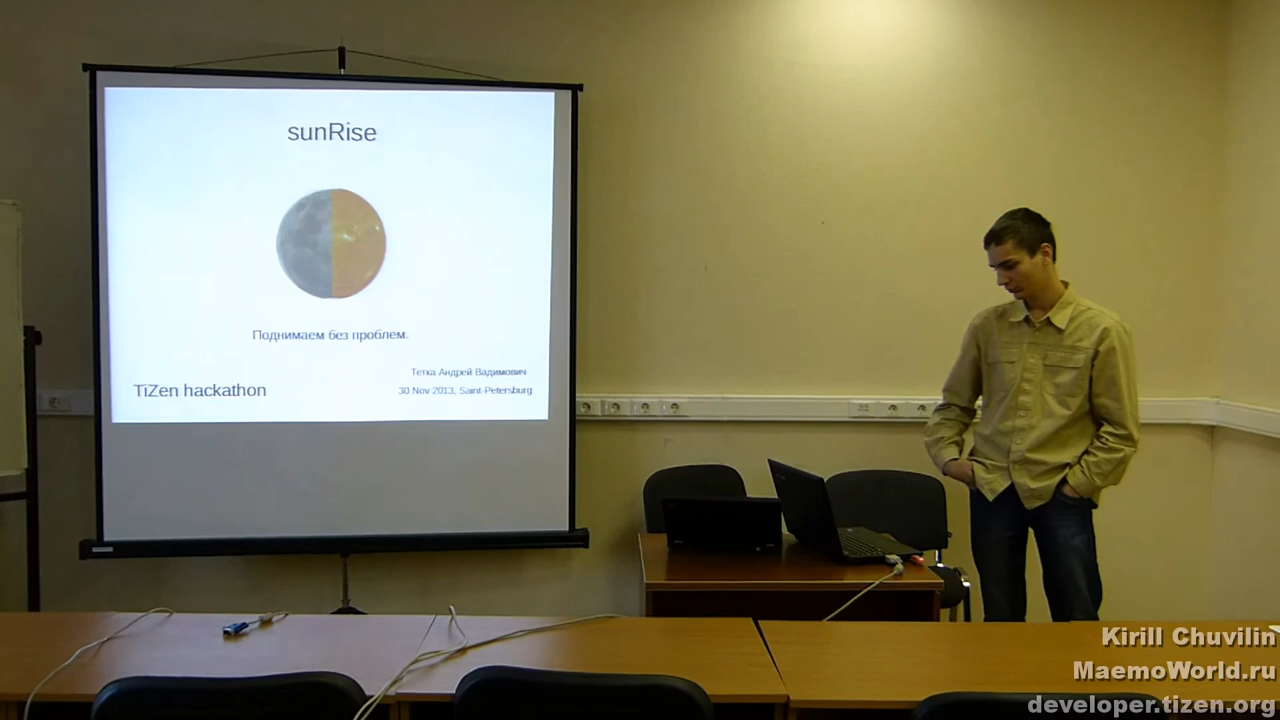 sunRise
Поднимаем без проблем.
Тетка Андрей Вадимович
TiZen hackathon
30 Nov 2013, Saint-Petersburg
Kirill Chuvilin
MaemoWorld.ru
developer.tizen.org